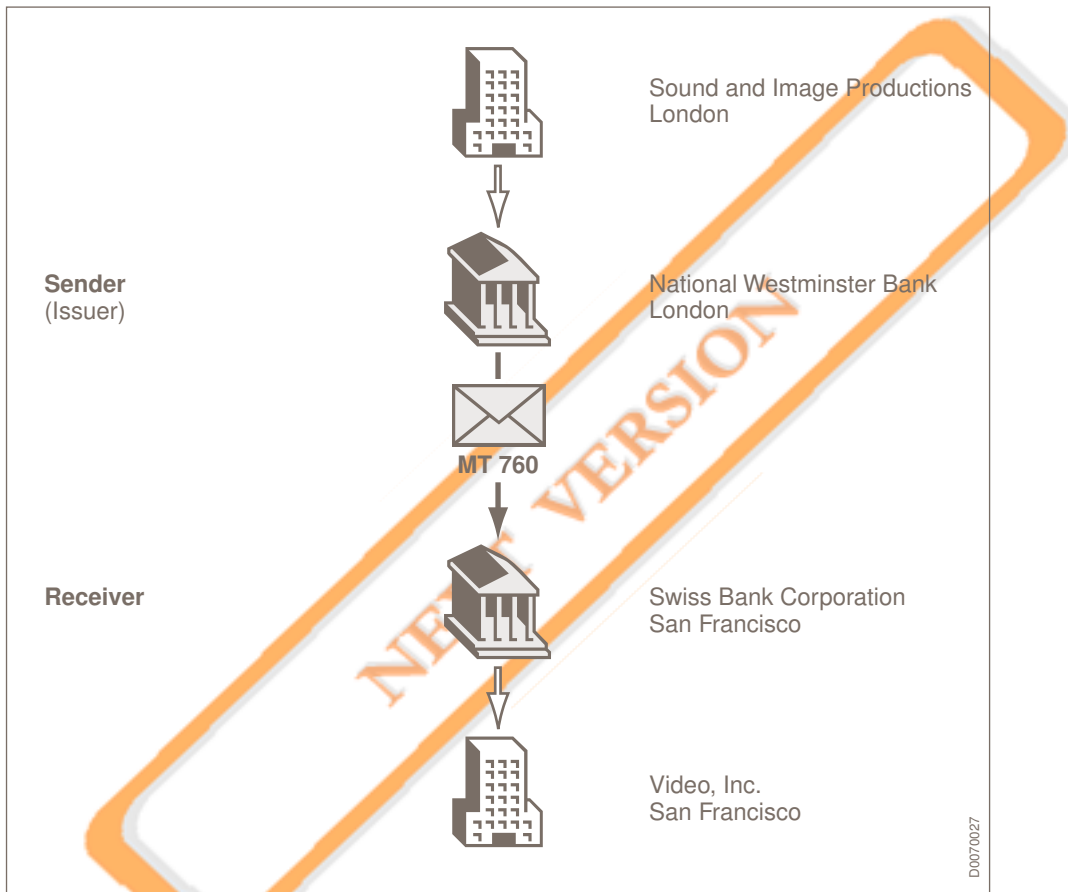 Sound and Image Productions
London
Sender
(Issuer)
National Westminster Bank
London
MT 760
NEXT VERSION
Receiver
Swiss Bank Corporation
San Francisco
Video, Inc.
San Francisco
D0070027